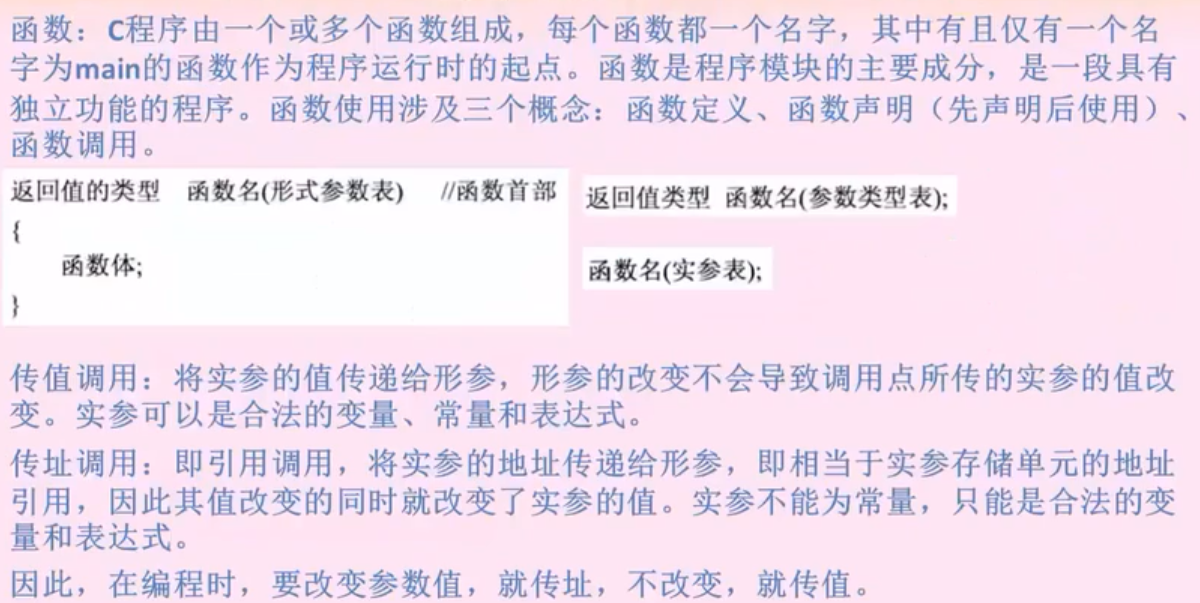 函数：C程序由一个或多个函数组成，每个函数都一个名字，其中有且仅有一个名
字为main的函数作为程序运行时的起点。函数是程序模块的主要成分，是一段具有
独立功能的程序。函数使用涉及三个概念：函数定义、函数声明（先声明后使用）、
函数调用。
返回值的类型 函数名(形式参数表) //函数首部
{
函数体;
}
返回值类型 函数名(参数类型表);
函数名(实参表);
传值调用：将实参的值传递给形参，形参的改变不会导致调用点所传的实参的值改
变。实参可以是合法的变量、常量和表达式。
传址调用：即引用调用，将实参的地址传递给形参，即相当于实参存储单元的地址
引用，因此其值改变的同时就改变了实参的值。实参不能为常量，只能是合法的变
量和表达式。
因此，在编程时，要改变参数值，就传址，不改变，就传值。